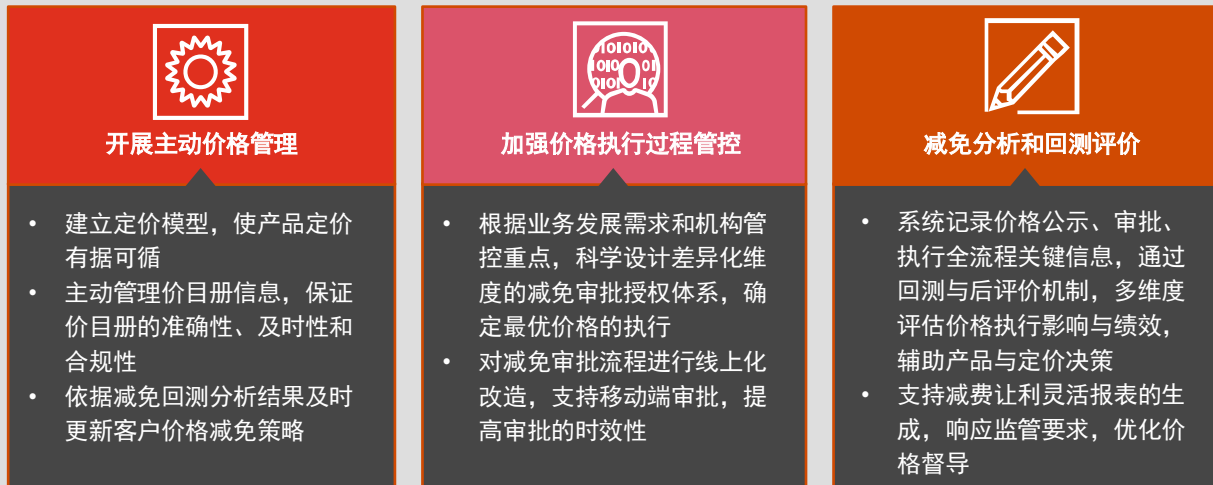 开展主动价格管理
• 建立定价模型，使产品定价
有据可循
• 主动管理价目册信息，保证
价目册的准确性、及时性和
合规性
• 依据减免回测分析结果及时
更新客户价格减免策略
加强价格执行过程管控
• 根据业务发展需求和机构管
控重点，科学设计差异化维
度的减免审批授权体系，确
定最优价格的执行
• 对减免审批流程进行线上化
改造，支持移动端审批，提
高审批的时效性
减免分析和回测评价
• 系统记录价格公示、审批、
执行全流程关键信息，通过
回测与后评价机制，多维度
评估价格执行影响与绩效，
辅助产品与定价决策
• 支持减费让利灵活报表的生
成，响应监管要求，优化价
格督导